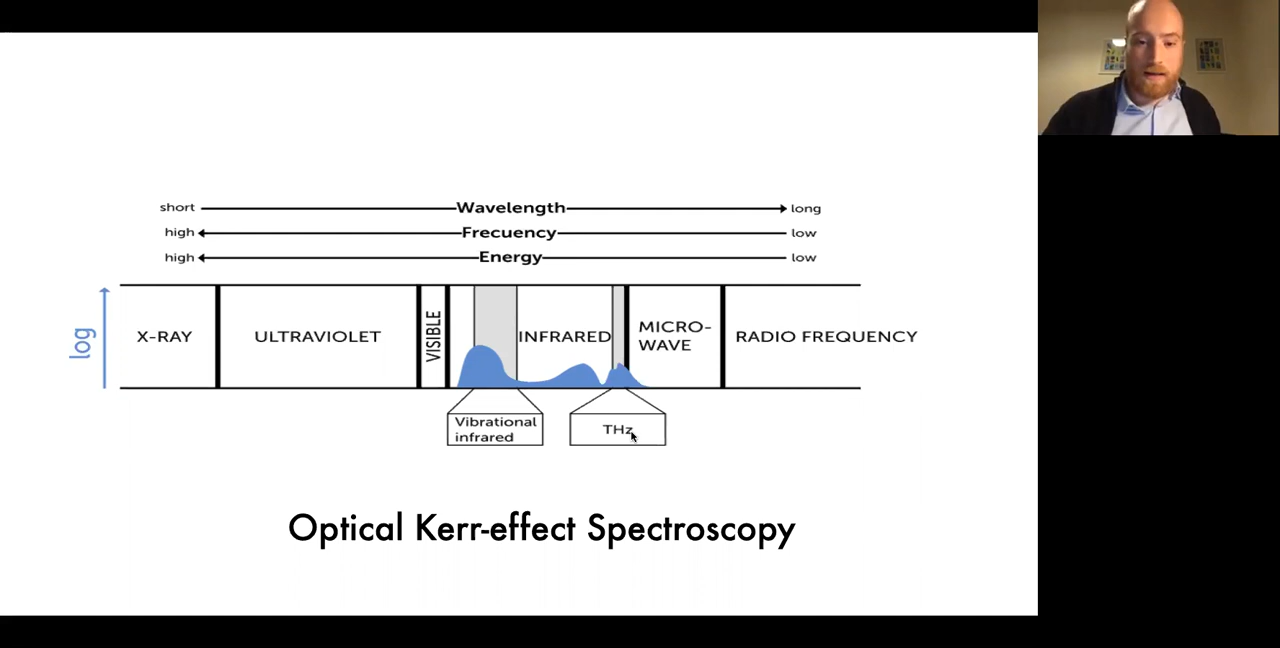 short Wavelength long
high Frecuency low
high Energy low
log
X-RAY
ULTRAVIOLET
VISIBLE
INFRARED
MICRO-
WAVE
RADIO FREQUENCY
Vibrational
infrared
THz
Optical Kerr-effect Spectroscopy